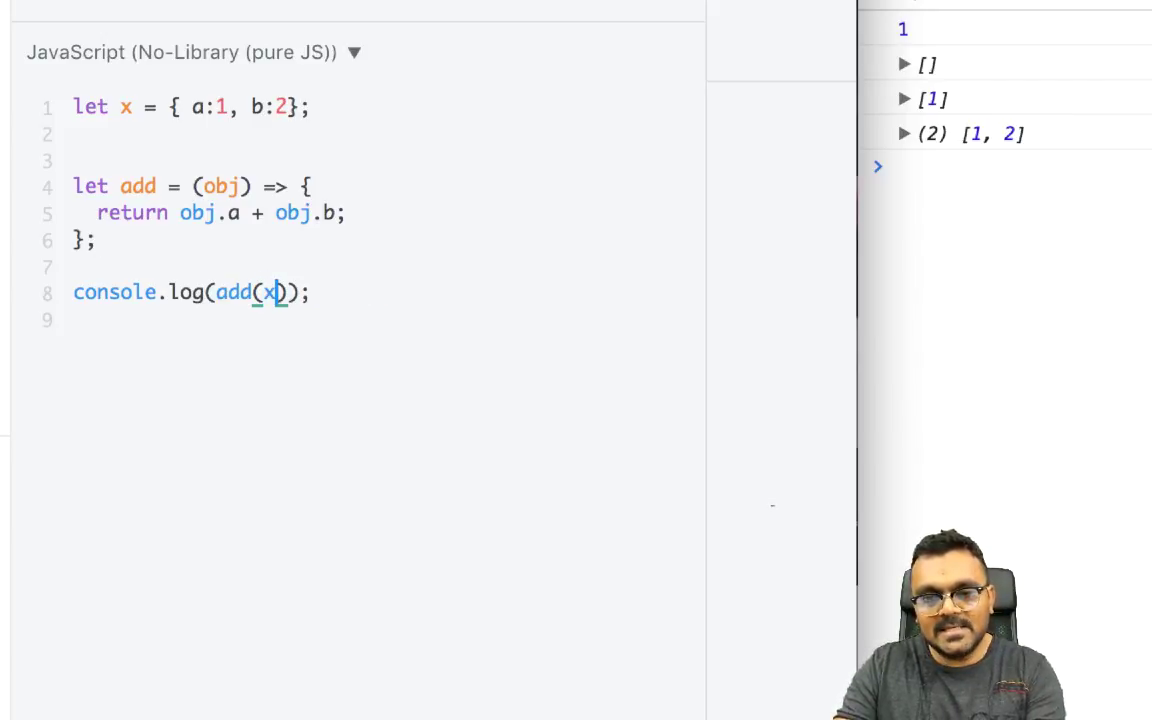 JavaScript (No-Library (pure JS)) ▼
1 let x = { a:1, b:2};
2
3
4 let add = (obj) => {
5   return obj.a + obj.b;
6 };
7
8 console.log(add(x));
9
1
▶ []
▶ [1]
▶ (2) [1, 2]
>